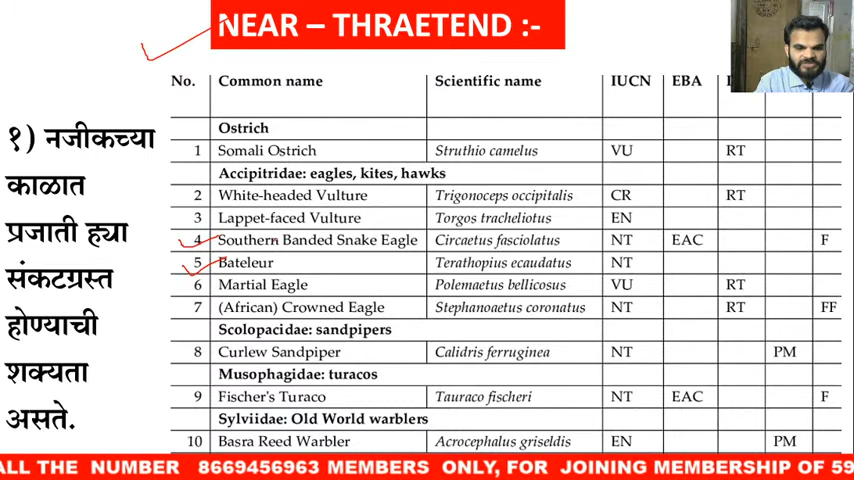 NEAR – THRAETEND :-
No. Common name Scientific name IUCN EBA
Ostrich
1 Somali Ostrich Struthio camelus VU RT
Accipitridae: eagles, kites, hawks
2 White-headed Vulture Trigonoceps occipitalis CR RT
3 Lappet-faced Vulture Torgos tracheliotus EN
4 Southern Banded Snake Eagle Circaetus fasciolatus NT EAC F
5 Bateleur Terathopius ecaudatus NT
6 Martial Eagle Polemaetus bellicosus VU RT
7 (African) Crowned Eagle Stephanoaetus coronatus NT RT FF
Scolopacidae: sandpipers
8 Curlew Sandpiper Calidris ferruginea NT PM
Musophagidae: turacos
9 Fischer's Turaco Tauraco fischeri NT EAC F
Sylviidae: Old World warblers
10 Basra Reed Warbler Acrocephalus griseldis EN PM
१) नजीकच्या
काळात
प्रजाती ह्या
संकटग्रस्त
होण्याची
शक्यता
असते.
ALL THE NUMBER 8669456963 MEMBERS ONLY, FOR JOINING MEMBERSHIP OF 59